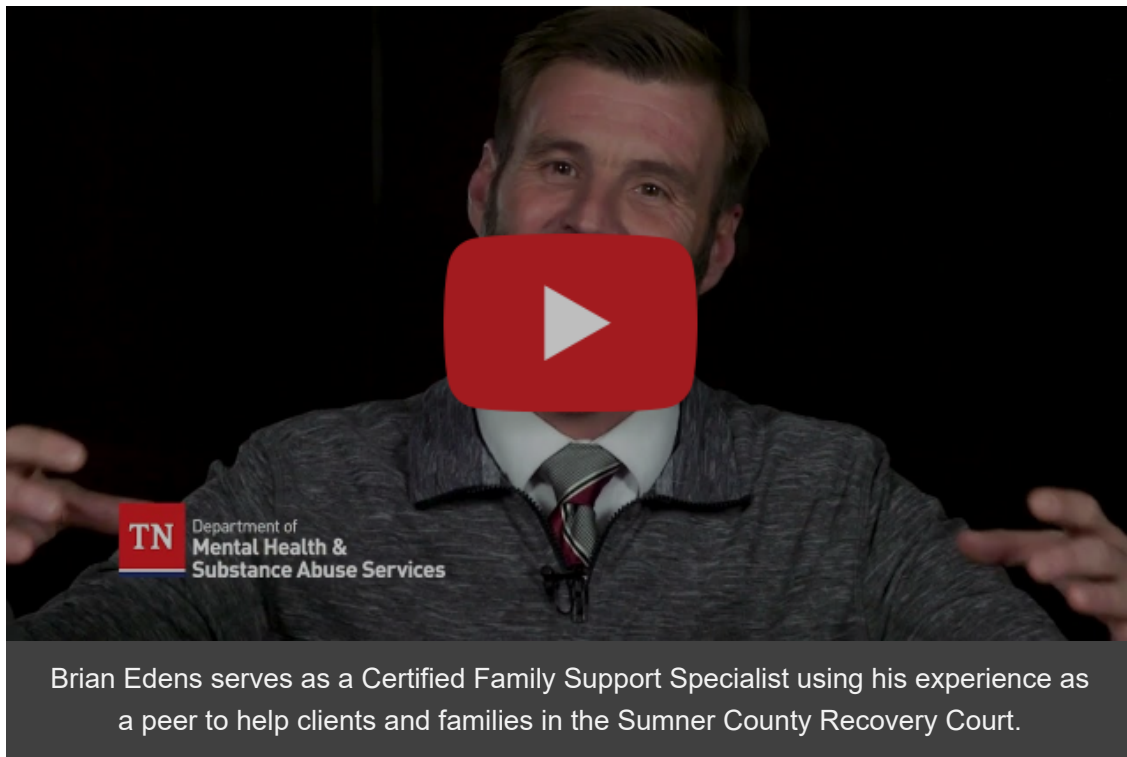 TN
Department of
Mental Health &
Substance Abuse Services
Brian Edens serves as a Certified Family Support Specialist using his experience as
a peer to help clients and families in the Sumner County Recovery Court.